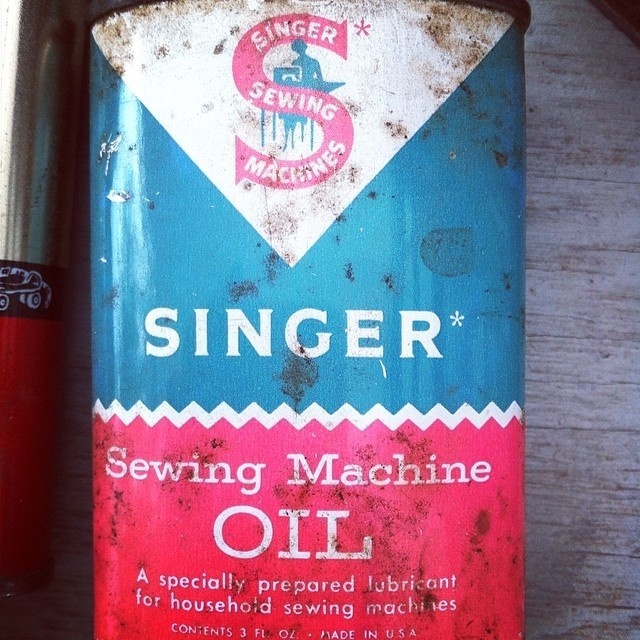 SINGER*
SEWING
MACHINES
SINGER*
Sewing Machine
OIL
A specially prepared lubricant
for household sewing machines
CONTENTS 3 FL. OZ. · MADE IN U.S.A.